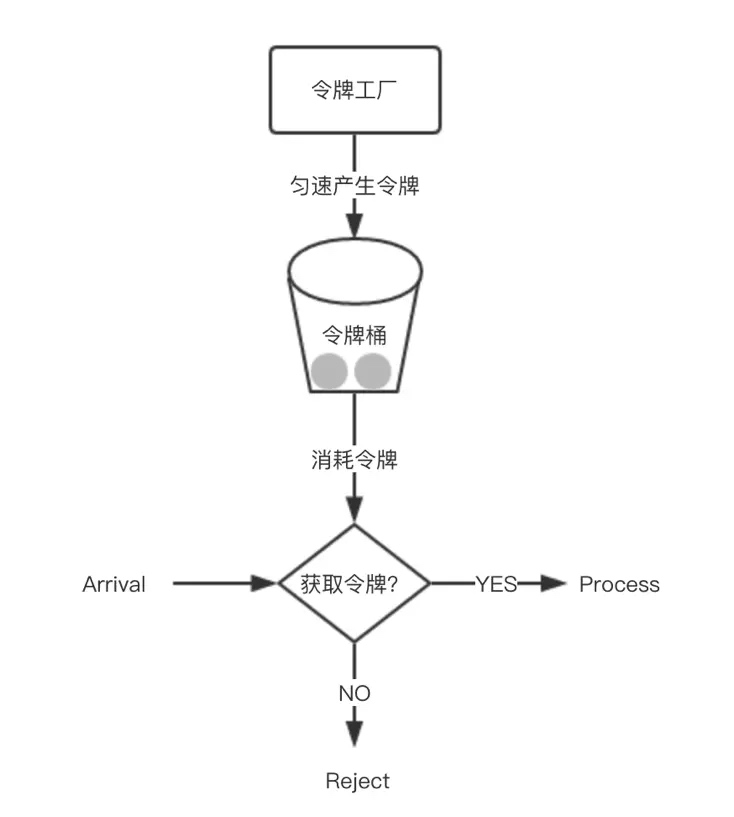 令牌工厂
匀速产生令牌
令牌桶
消耗令牌
Arrival
获取令牌?
YES
Process
NO
Reject